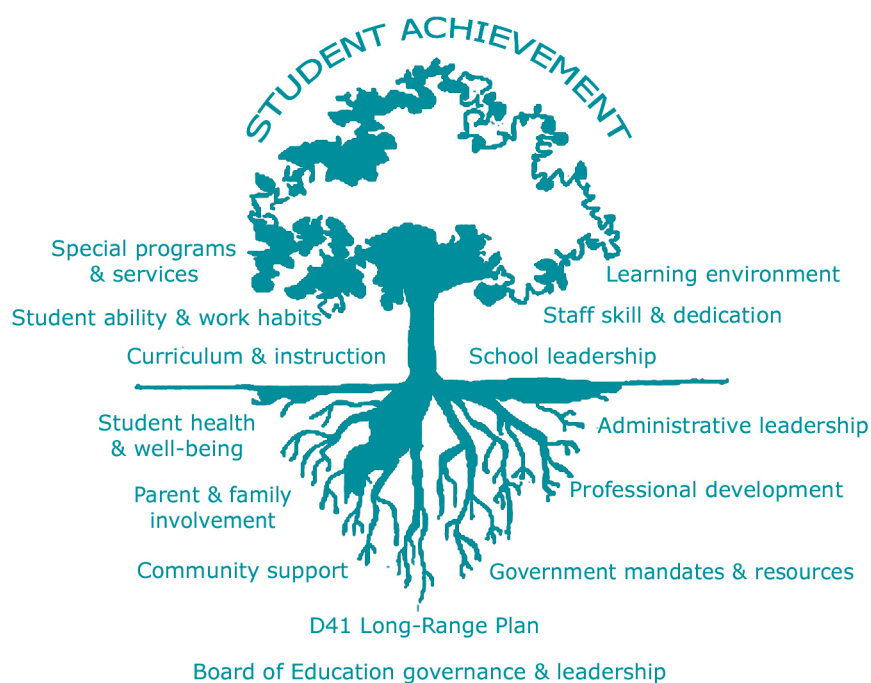 STUDENT ACHIEVEMENT
Special programs
& services
Learning environment
Student ability & work habits
Staff skill & dedication
Curriculum & instruction
School leadership
Student health
& well-being
Administrative leadership
Parent & family
involvement
Professional development
Community support
Government mandates & resources
D41 Long-Range Plan
Board of Education governance & leadership